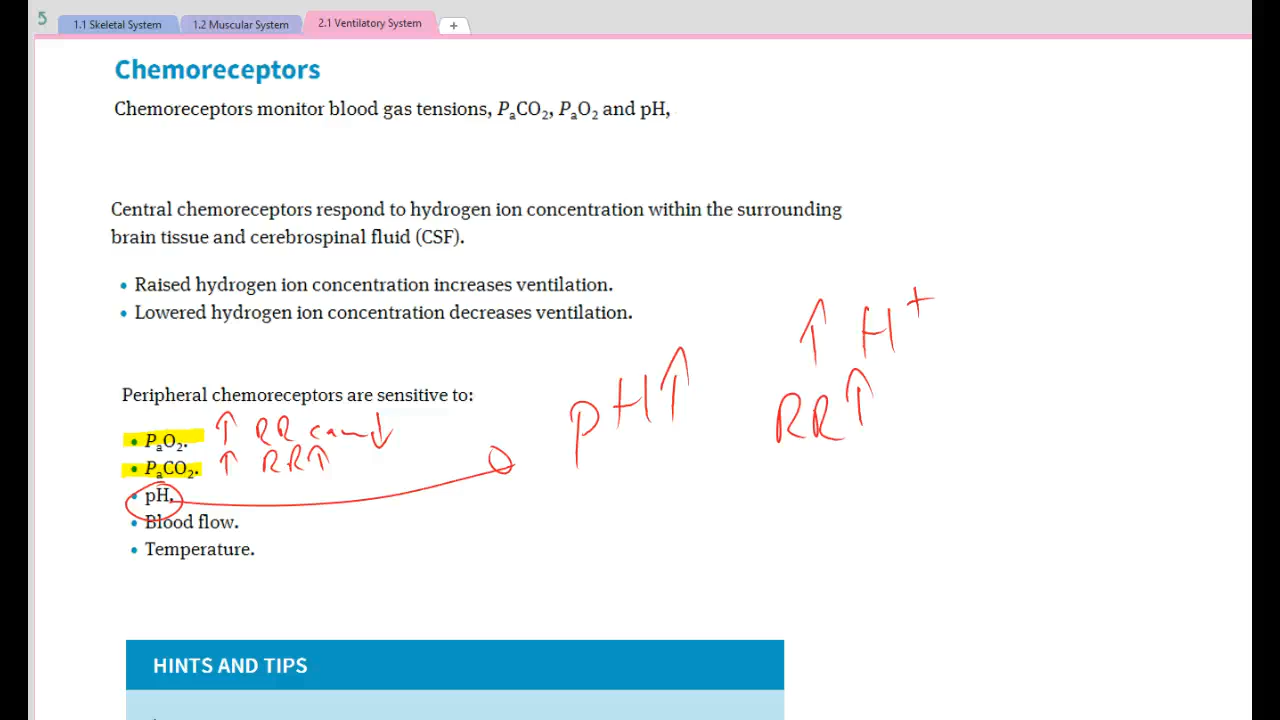 1.1 Skeletal System 1.2 Muscular System 2.1 Ventilatory System +
Chemoreceptors
Chemoreceptors monitor blood gas tensions, PaCO2, PaO2 and pH,
Central chemoreceptors respond to hydrogen ion concentration within the surrounding
brain tissue and cerebrospinal fluid (CSF).
• Raised hydrogen ion concentration increases ventilation.
• Lowered hydrogen ion concentration decreases ventilation.
↑ H+
pH↑ RR↑
Peripheral chemoreceptors are sensitive to:
• PaO2. ↑ RR can ↓
• PaCO2. ↑ RR↑
• pH,
• Blood flow.
• Temperature.
HINTS AND TIPS